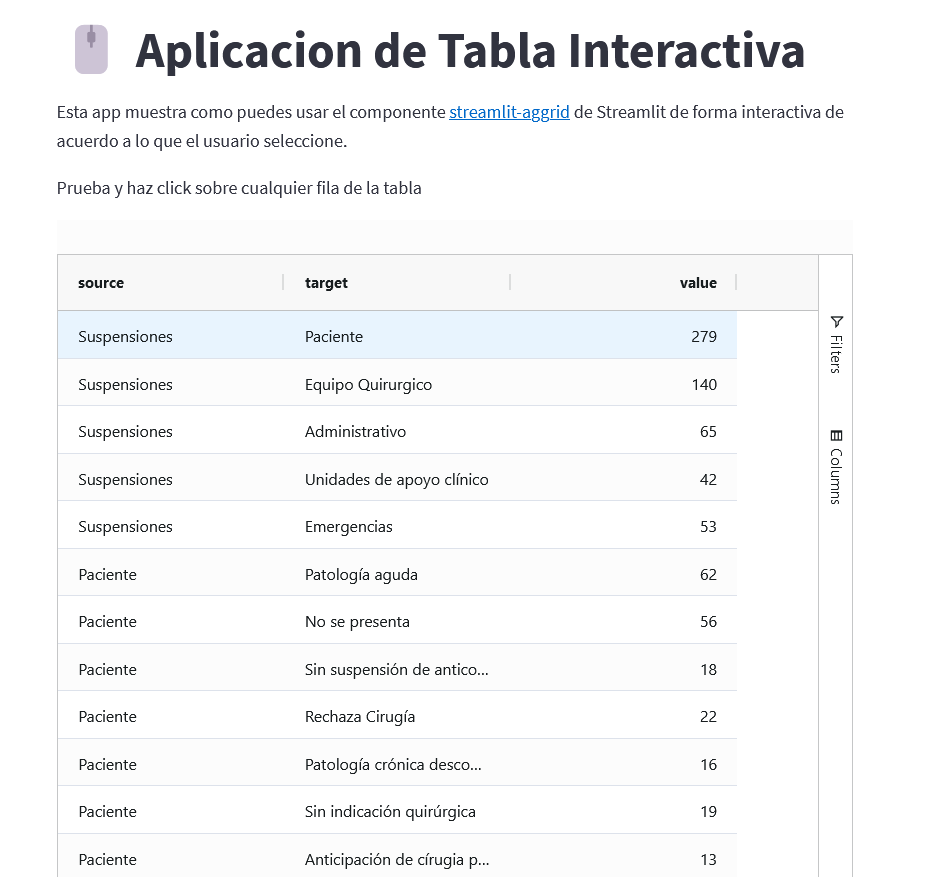 Aplicacion de Tabla Interactiva
Esta app muestra como puedes usar el componente streamlit-aggrid de Streamlit de forma interactiva de
acuerdo a lo que el usuario seleccione.
Prueba y haz click sobre cualquier fila de la tabla
source target value
Suspensiones Paciente 279
Suspensiones Equipo Quirurgico 140
Suspensiones Administrativo 65
Suspensiones Unidades de apoyo clínico 42
Suspensiones Emergencias 53
Paciente Patología aguda 62
Paciente No se presenta 56
Paciente Sin suspensión de antico... 18
Paciente Rechaza Cirugía 22
Paciente Patología crónica desco... 16
Paciente Sin indicación quirúrgica 19
Paciente Anticipación de círugia p... 13
Filters
Columns